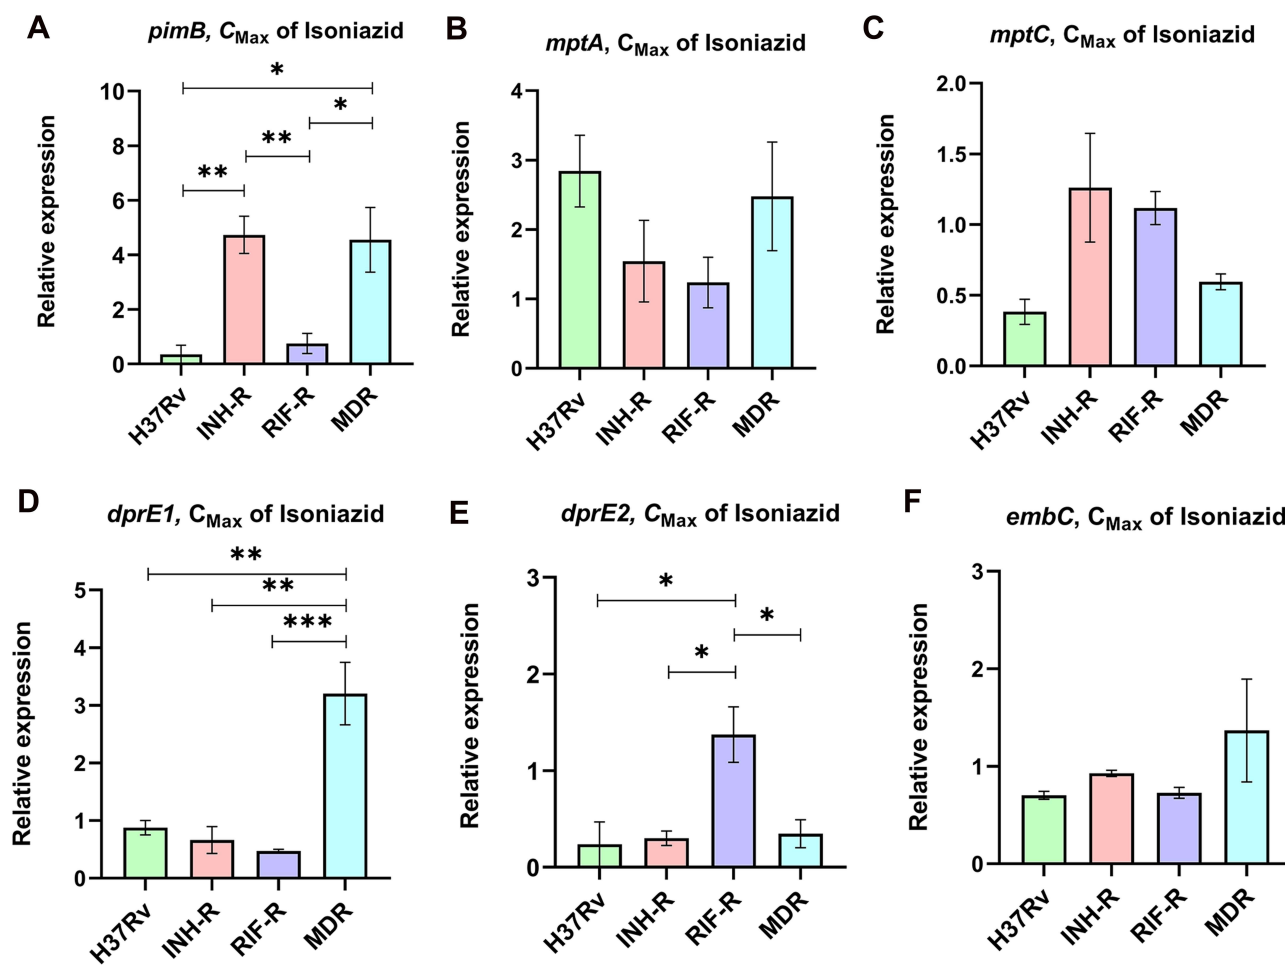 A
pimB, CMax of Isoniazid
*
*
**
**
Relative expression
10
8
6
4
2
0
H37Rv
INH-R
RIF-R
MDR
B
mptA, CMax of Isoniazid
Relative expression
4
3
2
1
0
H37Rv
INH-R
RIF-R
MDR
C
mptC, CMax of Isoniazid
Relative expression
2.0
1.5
1.0
0.5
0.0
H37Rv
INH-R
RIF-R
MDR
D
dprE1, CMax of Isoniazid
**
**
***
Relative expression
5
4
3
2
1
0
H37Rv
INH-R
RIF-R
MDR
E
dprE2, CMax of Isoniazid
*
*
*
Relative expression
3
2
1
0
H37Rv
INH-R
RIF-R
MDR
F
embC, CMax of Isoniazid
Relative expression
3
2
1
0
H37Rv
INH-R
RIF-R
MDR